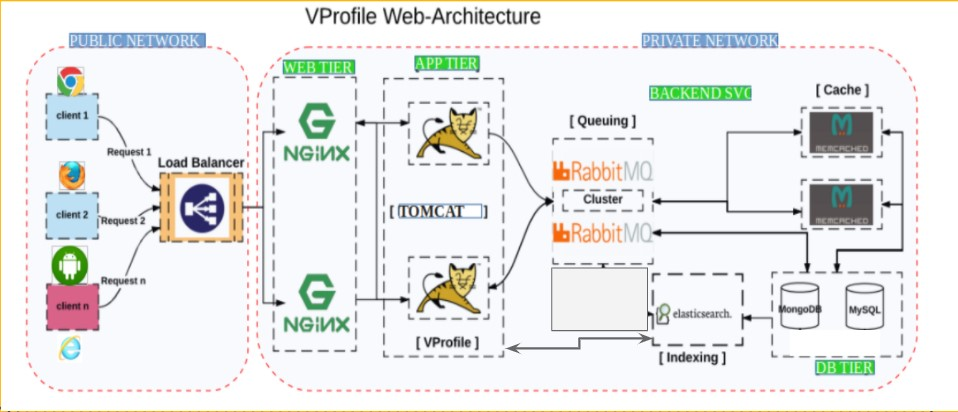 VProfile Web-Architecture
PUBLIC NETWORK
PRIVATE NETWORK
WEB TIER
APP TIER
BACKEND SVC
[ Cache ]
client 1
Request 1
Load Balancer
NGiNX
[ Queuing ]
MEMCACHED
RabbitMQ
Cluster
RabbitMQ
MEMCACHED
client 2
Request 2
[ TOMCAT ]
client n
Request n
NGiNX
[ VProfile ]
elasticsearch.
[ Indexing ]
MongoDB
MySQL
DB TIER